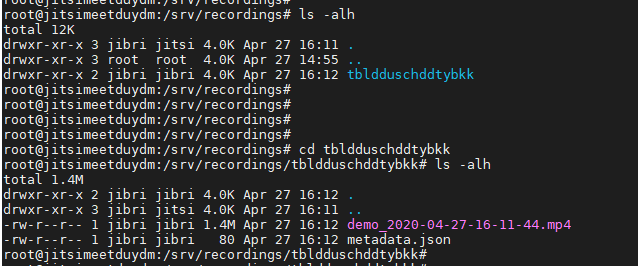 root@jitsimeetduydm:/srv/recordings#
root@jitsimeetduydm:/srv/recordings# ls -alh
total 12K
drwxr-xr-x 3 jibri jitsi 4.0K Apr 27 16:11 .
drwxr-xr-x 3 root  root  4.0K Apr 27 14:55 ..
drwxr-xr-x 2 jibri jibri 4.0K Apr 27 16:12 tbldduschddtybkk
root@jitsimeetduydm:/srv/recordings#
root@jitsimeetduydm:/srv/recordings#
root@jitsimeetduydm:/srv/recordings#
root@jitsimeetduydm:/srv/recordings# cd tbldduschddtybkk
root@jitsimeetduydm:/srv/recordings/tbldduschddtybkk# ls -alh
total 1.4M
drwxr-xr-x 2 jibri jibri 4.0K Apr 27 16:12 .
drwxr-xr-x 3 jibri jitsi 4.0K Apr 27 16:11 ..
-rw-r--r-- 1 jibri jibri 1.4M Apr 27 16:12 demo_2020-04-27-16-11-44.mp4
-rw-r--r-- 1 jibri jibri   80 Apr 27 16:12 metadata.json
root@jitsimeetduydm:/srv/recordings/tbldduschddtybkk#
root@jitsimeetduydm:/srv/recordings/tbldduschddtybkk#